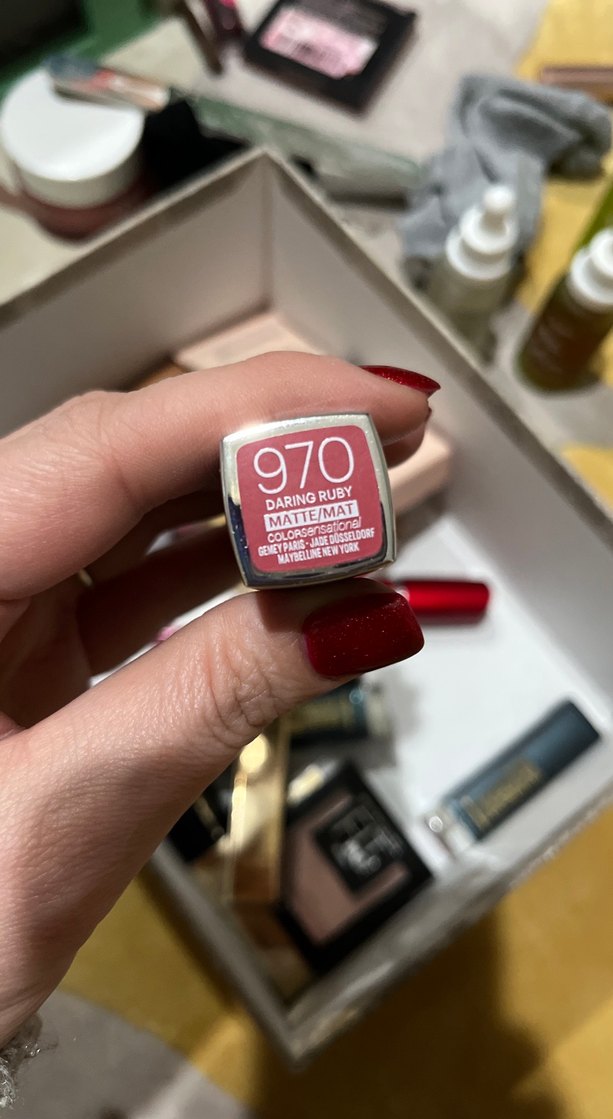 970
DARING RUBY
MATTE/MAT
COLORsensational
GEMEY PARIS · JADE DÜSSELDORF
MAYBELLINE NEW YORK